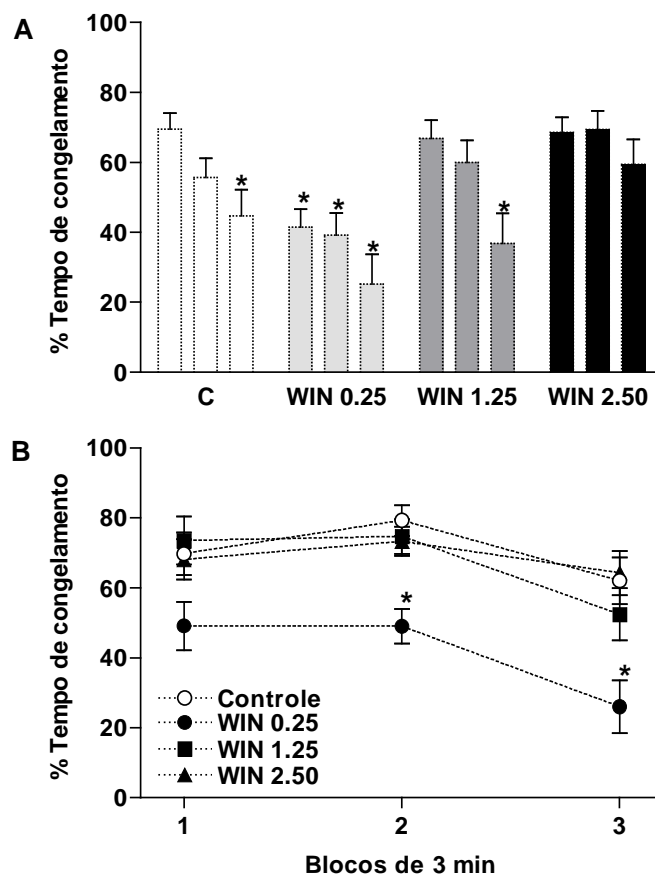 A
% Tempo de congelamento
100
80
60
40
20
0
* * * * *
C WIN 0.25 WIN 1.25 WIN 2.50
B
% Tempo de congelamento
100
80
60
40
20
0
* *
Controle
WIN 0.25
WIN 1.25
WIN 2.50
1 2 3
Blocos de 3 min